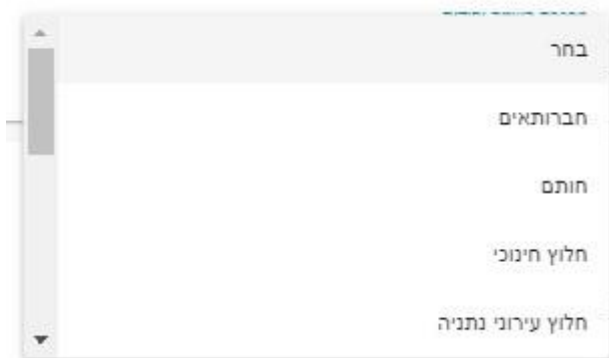 בחר
חברותאים
חותם
חלוץ חינוכי
חלוץ עירוני נתניה